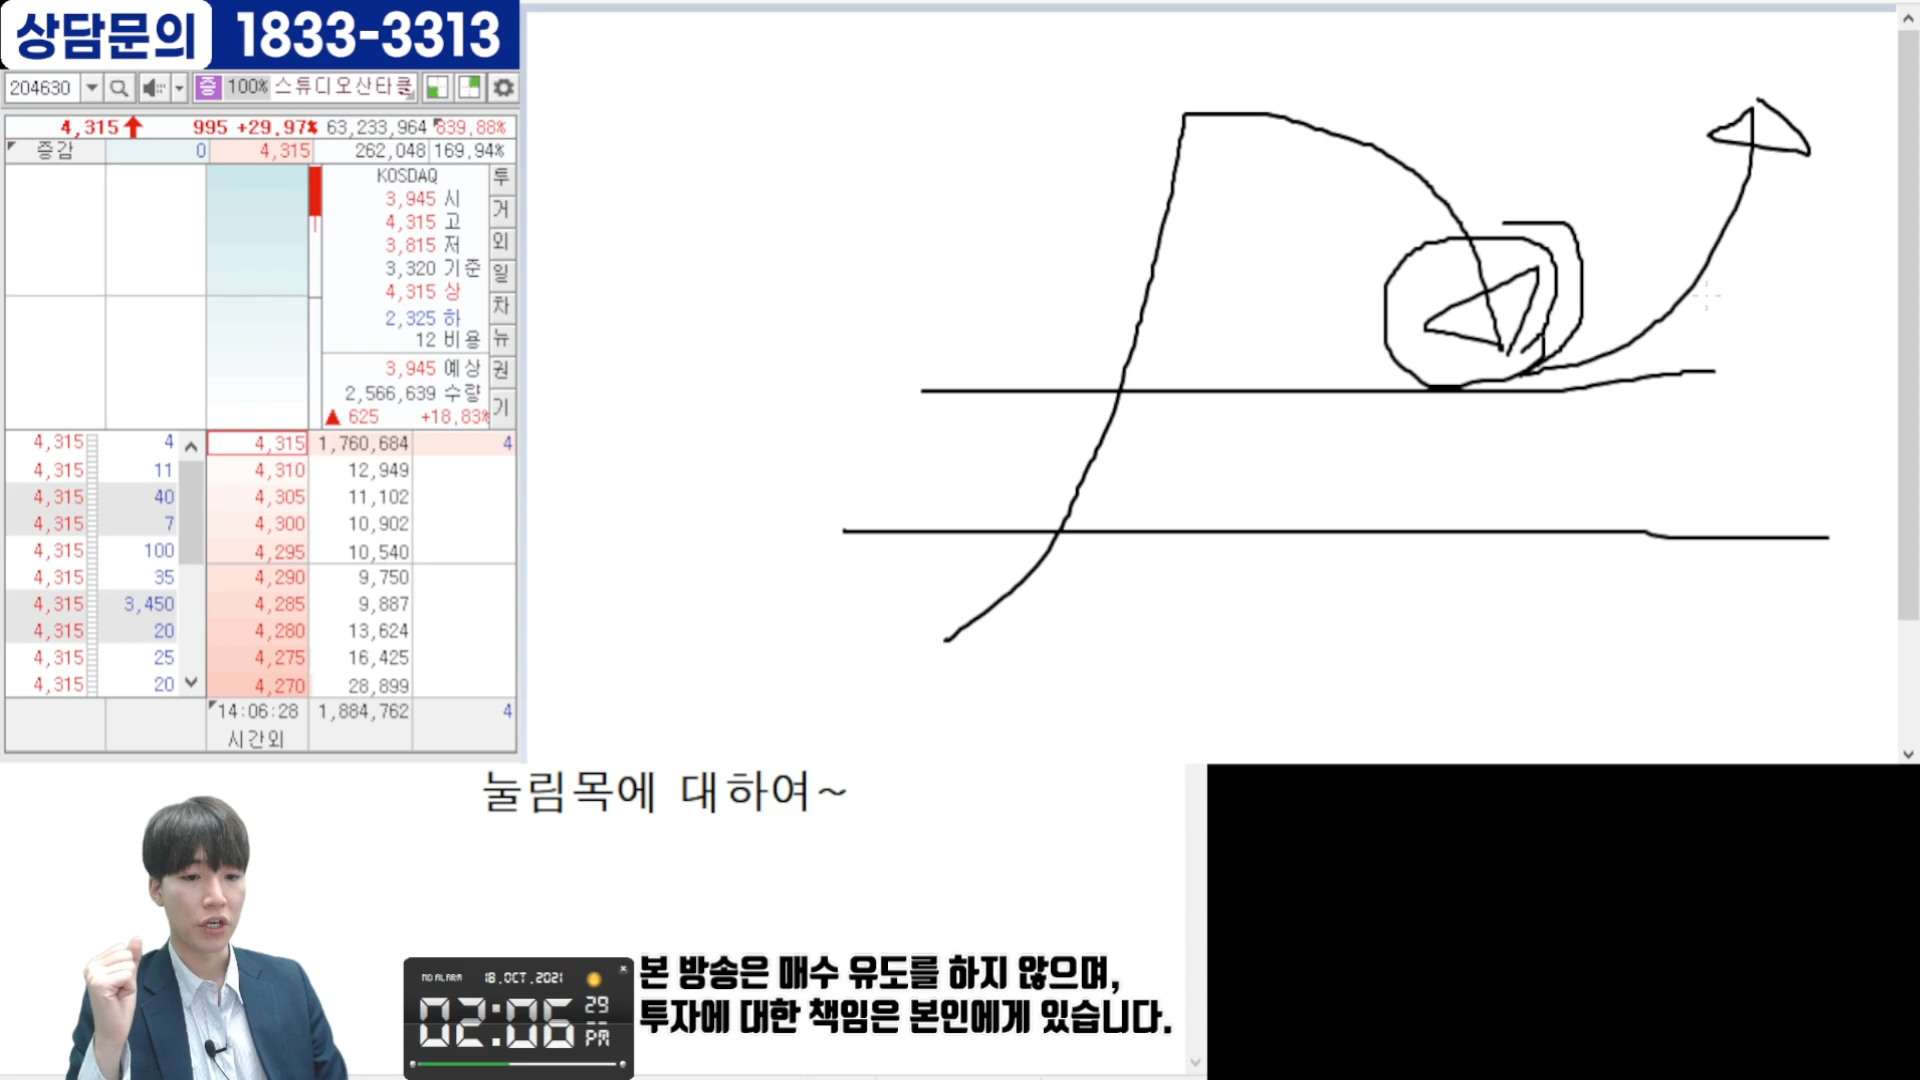 상담문의 1833-3313
204630 증 100% 스튜디오산타클
4,315 995 +29.97% 63,233,964 839.88%
증감 0 4,315 262,048 169.94%
KOSDAQ 투
3,945 시
4,315 고 거
3,815 저 외
3,320 기준 일
4,315 상 차
2,325 하
12 비용 뉴
3,945 예상 권
2,566,639 수량
▲ 625 +18.83% 기
4,315 4 4,315 1,760,684 4
4,315 11 4,310 12,949
4,315 40 4,305 11,102
4,315 7 4,300 10,902
4,315 100 4,295 10,540
4,315 35 4,290 9,750
4,315 3,450 4,285 9,887
4,315 20 4,280 13,624
4,315 25 4,275 16,425
4,315 20 4,270 28,899
14:06:28 1,884,762 4
시간외
눌림목에 대하여~
NO ALARM 18.OCT.2021
02:06 29 PM
본 방송은 매수 유도를 하지 않으며,
투자에 대한 책임은 본인에게 있습니다.